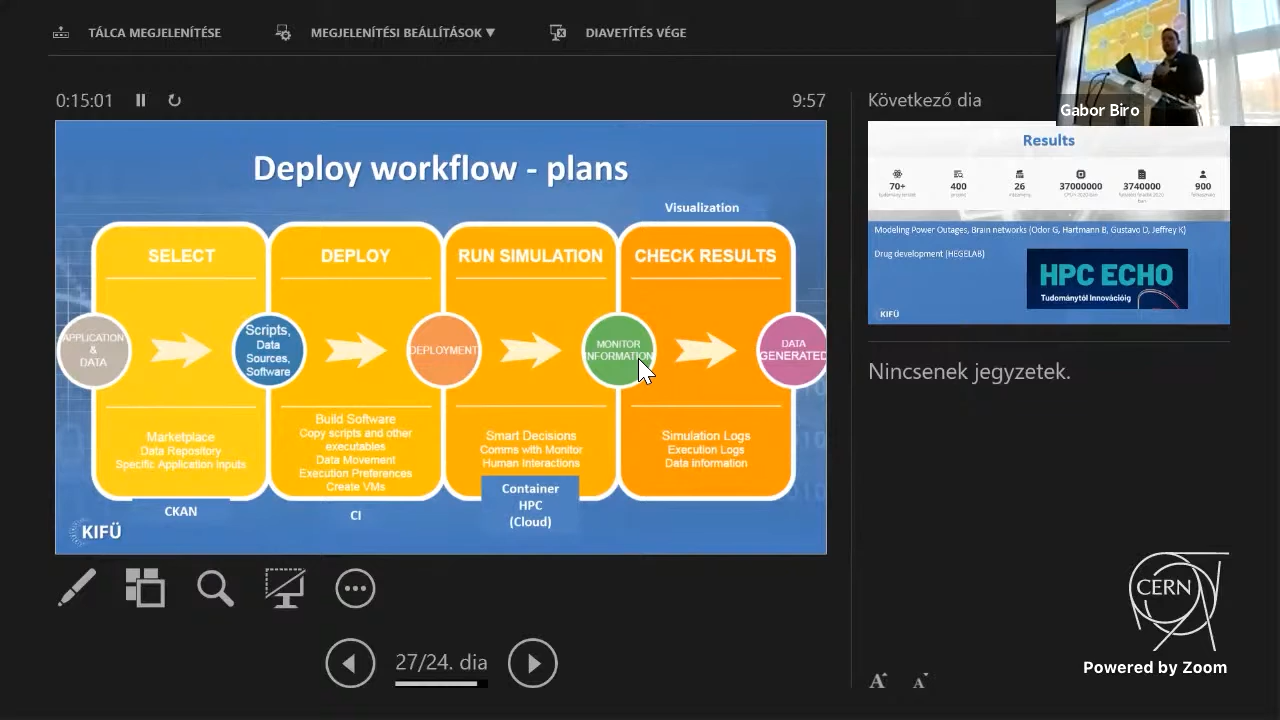 TÁLCA MEGJELENÍTÉSE
MEGJELENÍTÉSI BEÁLLÍTÁSOK ▼
DIAVETÍTÉS VÉGE
Gabor Biro
0:15:01
9:57
Deploy workflow - plans
Visualization
SELECT
DEPLOY
RUN SIMULATION
CHECK RESULTS
APPLICATION
&
DATA
Scripts,
Data
Sources,
Software
DEPLOYMENT
MONITOR
INFORMATION
DATA
GENERATED
Marketplace
Data Repository
Specific Application Inputs
Build Software
Copy scripts and other
executables
Data Movement
Execution Preferences
Create VMs
Smart Decisions
Comms with Monitor
Human Interactions
Simulation Logs
Execution Logs
Data Information
CKAN
CI
Container
HPC
(Cloud)
KIFÜ
27/24. dia
Következő dia
Results
70+
400
26
37000000
3740000
900
Modeling Power Outages, Brain networks (Odor G, Hartmann B, Gustavo D, Jeffrey K)
Drug development (HEGELAB)
HPC ECHO
Tudománytól Innovációig
KIFÜ
Nincsenek jegyzetek.
A A
CERN
Powered by Zoom